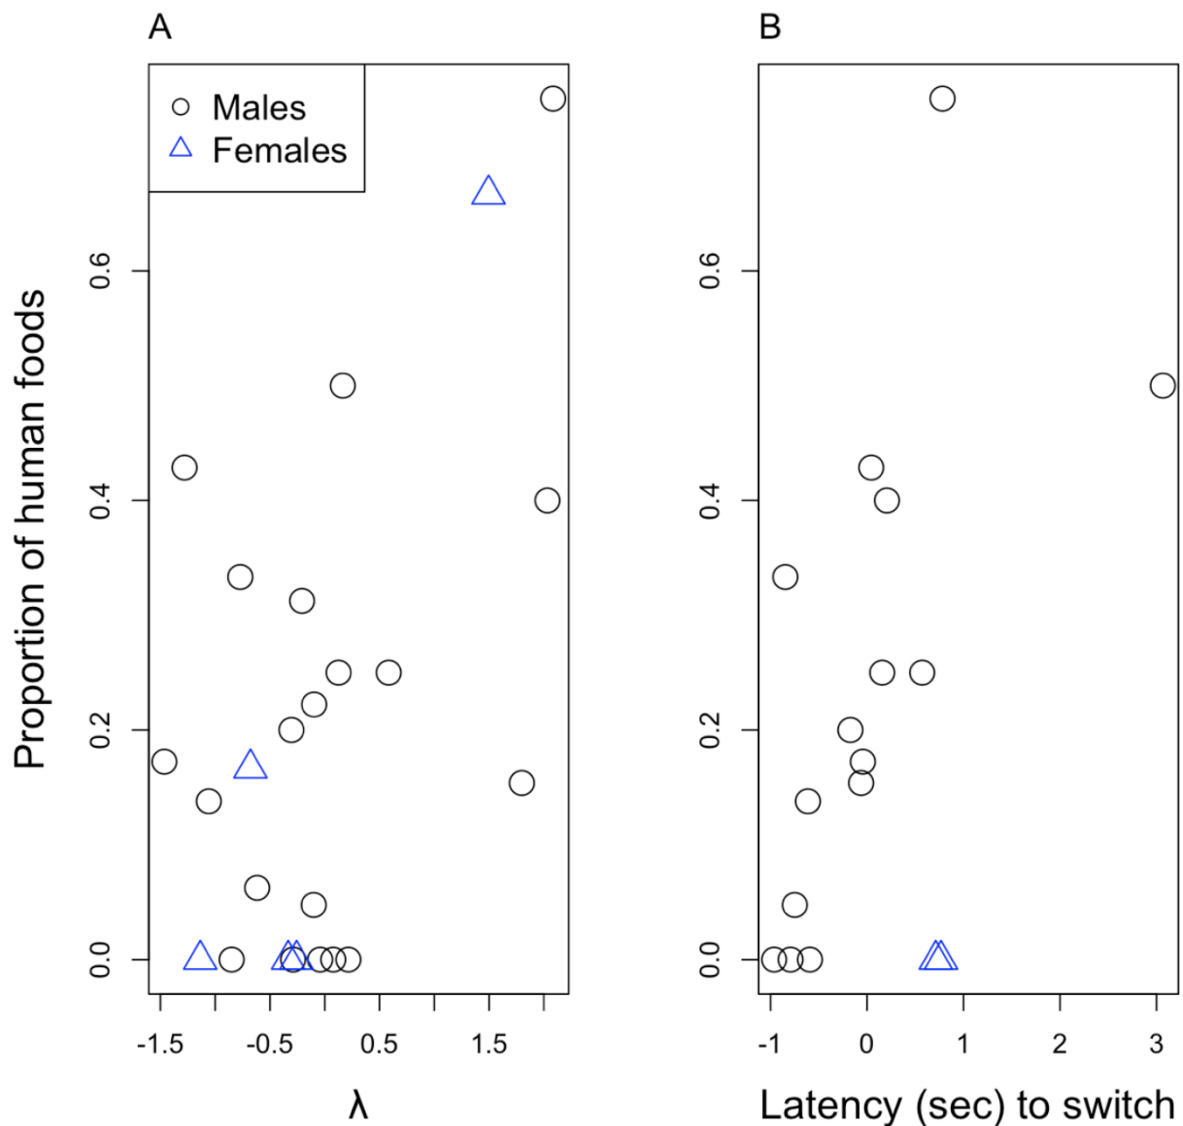 A
B
Males
Females
Proportion of human foods
0.6
0.4
0.2
0.0
0.6
0.4
0.2
0.0
-1.5 -0.5 0.5 1.5
-1 0 1 2 3
λ
Latency (sec) to switch